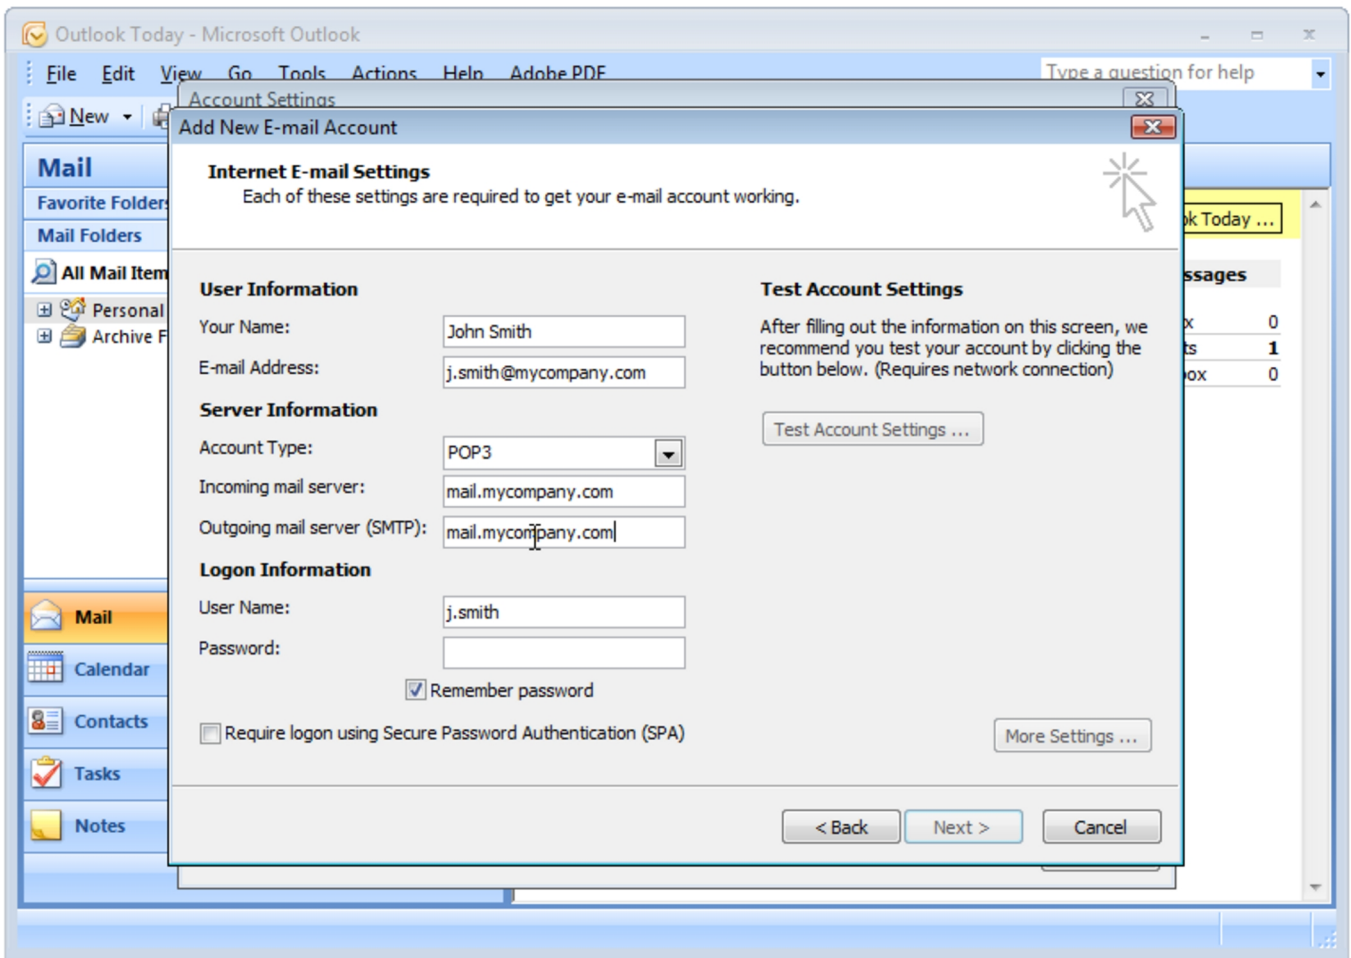 Outlook Today - Microsoft Outlook
File Edit View Go Tools Actions Help Adobe PDF
Type a question for help
New
Account Settings
Add New E-mail Account
Mail
Favorite Folders
Mail Folders
All Mail Item
Personal
Archive F
Internet E-mail Settings
Each of these settings are required to get your e-mail account working.
User Information
Your Name: John Smith
E-mail Address: j.smith@mycompany.com
Server Information
Account Type: POP3
Incoming mail server: mail.mycompany.com
Outgoing mail server (SMTP): mail.mycompany.com
Logon Information
User Name: j.smith
Password:
Remember password
Require logon using Secure Password Authentication (SPA)
Test Account Settings
After filling out the information on this screen, we
recommend you test your account by clicking the
button below. (Requires network connection)
Test Account Settings ...
More Settings ...
< Back Next > Cancel
ok Today ...
ssages
x 0
ts 1
box 0
Mail
Calendar
Contacts
Tasks
Notes